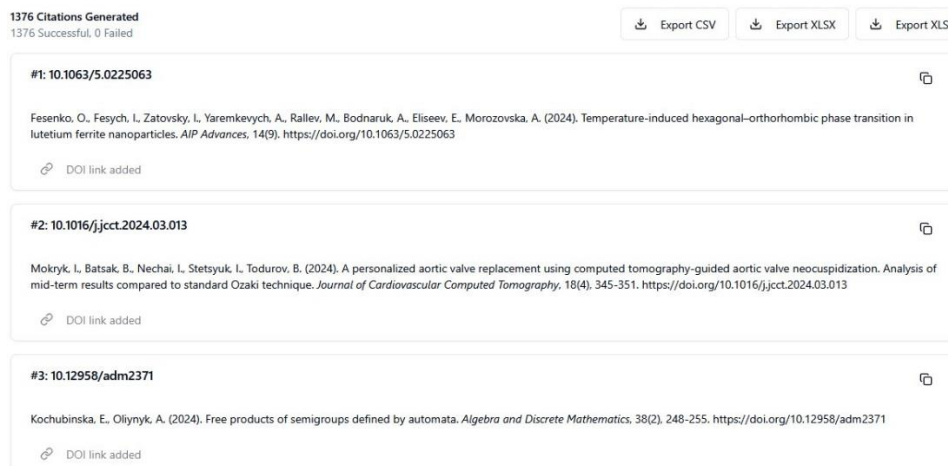 1376 Citations Generated
1376 Successful, 0 Failed
Export CSV
Export XLSX
Export XLS
#1: 10.1063/5.0225063
Fesenko, O., Fesych, I., Zatovsky, I., Yaremkevych, A., Rallev, M., Bodnaruk, A., Eliseev, E., Morozovska, A. (2024). Temperature-induced hexagonal–orthorhombic phase transition in
lutetium ferrite nanoparticles. AIP Advances, 14(9). https://doi.org/10.1063/5.0225063
DOI link added
#2: 10.1016/j.jcct.2024.03.013
Mokryk, I., Batsak, B., Nechai, I., Stetsyuk, I., Todurov, B. (2024). A personalized aortic valve replacement using computed tomography-guided aortic valve neocuspidization. Analysis of
mid-term results compared to standard Ozaki technique. Journal of Cardiovascular Computed Tomography, 18(4), 345-351. https://doi.org/10.1016/j.jcct.2024.03.013
DOI link added
#3: 10.12958/adm2371
Kochubinska, E., Oliynyk, A. (2024). Free products of semigroups defined by automata. Algebra and Discrete Mathematics, 38(2), 248-255. https://doi.org/10.12958/adm2371
DOI link added